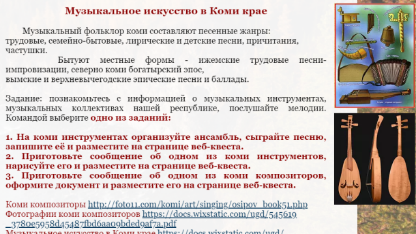 Музыкальное искусство в Коми крае
Музыкальный фольклор коми составляют песенные жанры:
трудовые, семейно-бытовые, лирические и детские песни, причитания,
частушки.
Бытуют местные формы - ижемские трудовые песни-
импровизации, северно коми богатырский эпос,
вымские и верхневычегодские эпические песни и баллады.
Задание: познакомьтесь с информацией о музыкальных инструментах,
музыкальных коллективах нашей республике, послушайте мелодии.
Командой выберите одно из заданий:
1. На коми инструментах организуйте ансамбль, сыграйте песню,
запишите её и разместите на странице веб-квеста.
2. Приготовьте сообщение об одном из коми инструментов,
нарисуйте его и разместите на странице веб-квеста.
3. Приготовьте сообщение об одном из коми композиторов,
оформите документ и разместите его на странице веб-квеста.
Коми композиторы http://foto11.com/komi/art/singing/osipov_book51.php
Фотографии коми композиторов https://docs.wixstatic.com/ugd/545619
Музыкальное искусство в Коми крае https://docs.wixstatic.com/ugd/